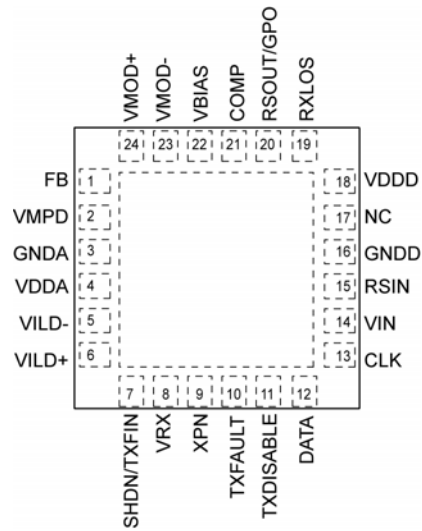 VMOD+
VMOD-
VBIAS
COMP
RSOUT/GPO
RXLOS
24
23
22
21
20
19
FB
1
18
VDDD
VMPD
2
17
NC
GNDA
3
16
GNDD
VDDA
4
15
RSIN
VILD-
5
14
VIN
VILD+
6
13
CLK
7
8
9
10
11
12
SHDN/TXFIN
VRX
XPN
TXFAULT
TXDISABLE
DATA